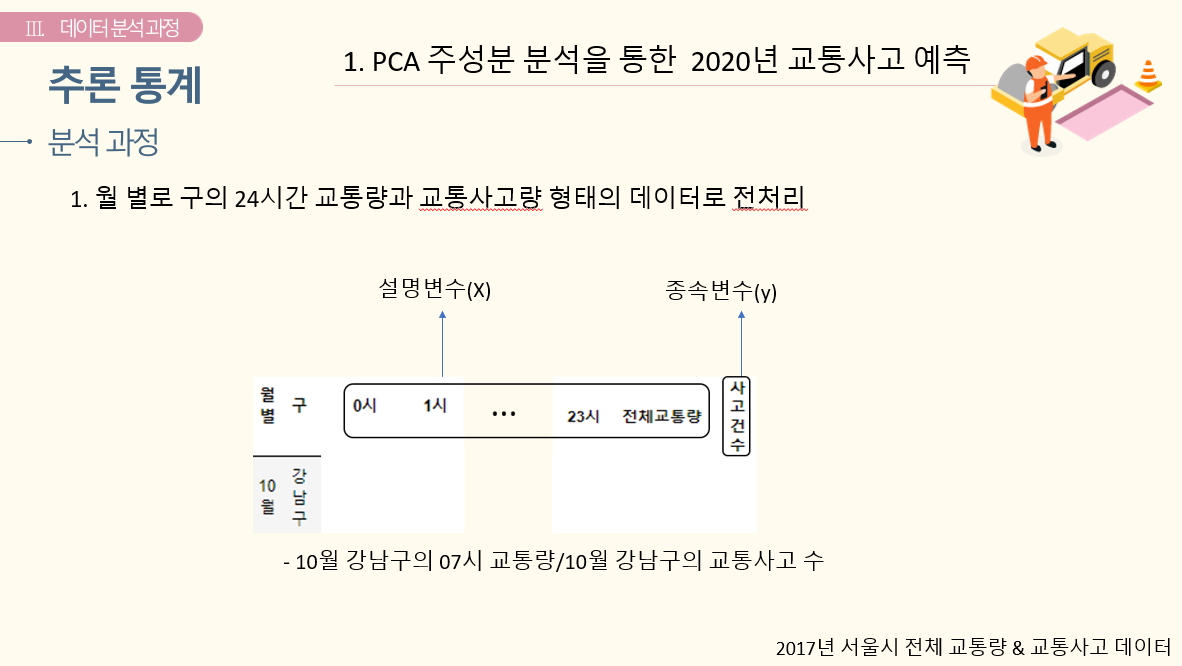 Ⅲ. 데이터 분석 과정
추론 통계
분석 과정
1. PCA 주성분 분석을 통한 2020년 교통사고 예측
1. 월 별로 구의 24시간 교통량과 교통사고량 형태의 데이터로 전처리
설명변수(X)
종속변수(y)
월별 구 0시 1시 ... 23시 전체교통량 사고건수
10월 강남구
- 10월 강남구의 07시 교통량/10월 강남구의 교통사고 수
2017년 서울시 전체 교통량 & 교통사고 데이터